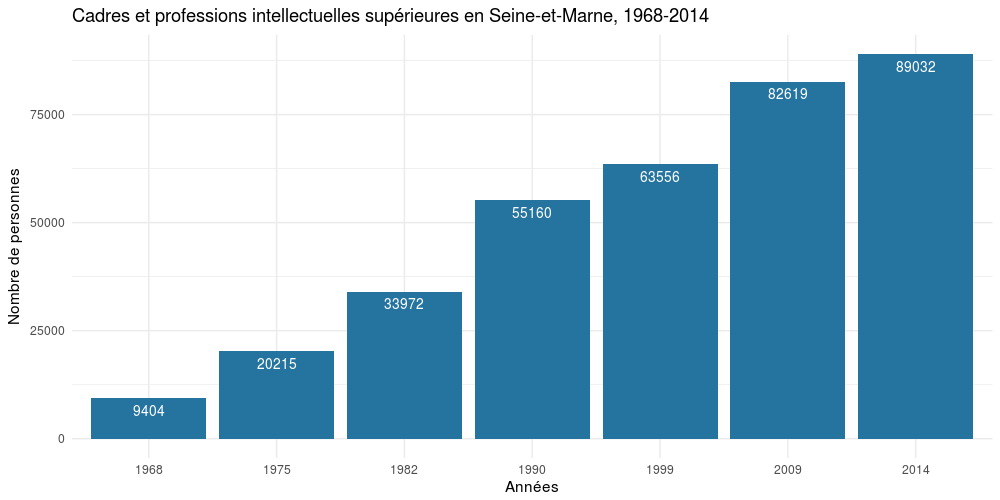 Cadres et professions intellectuelles supérieures en Seine-et-Marne, 1968-2014
Nombre de personnes
75000
50000
25000
0
9404
20215
33972
55160
63556
82619
89032
1968 1975 1982 1990 1999 2009 2014
Années